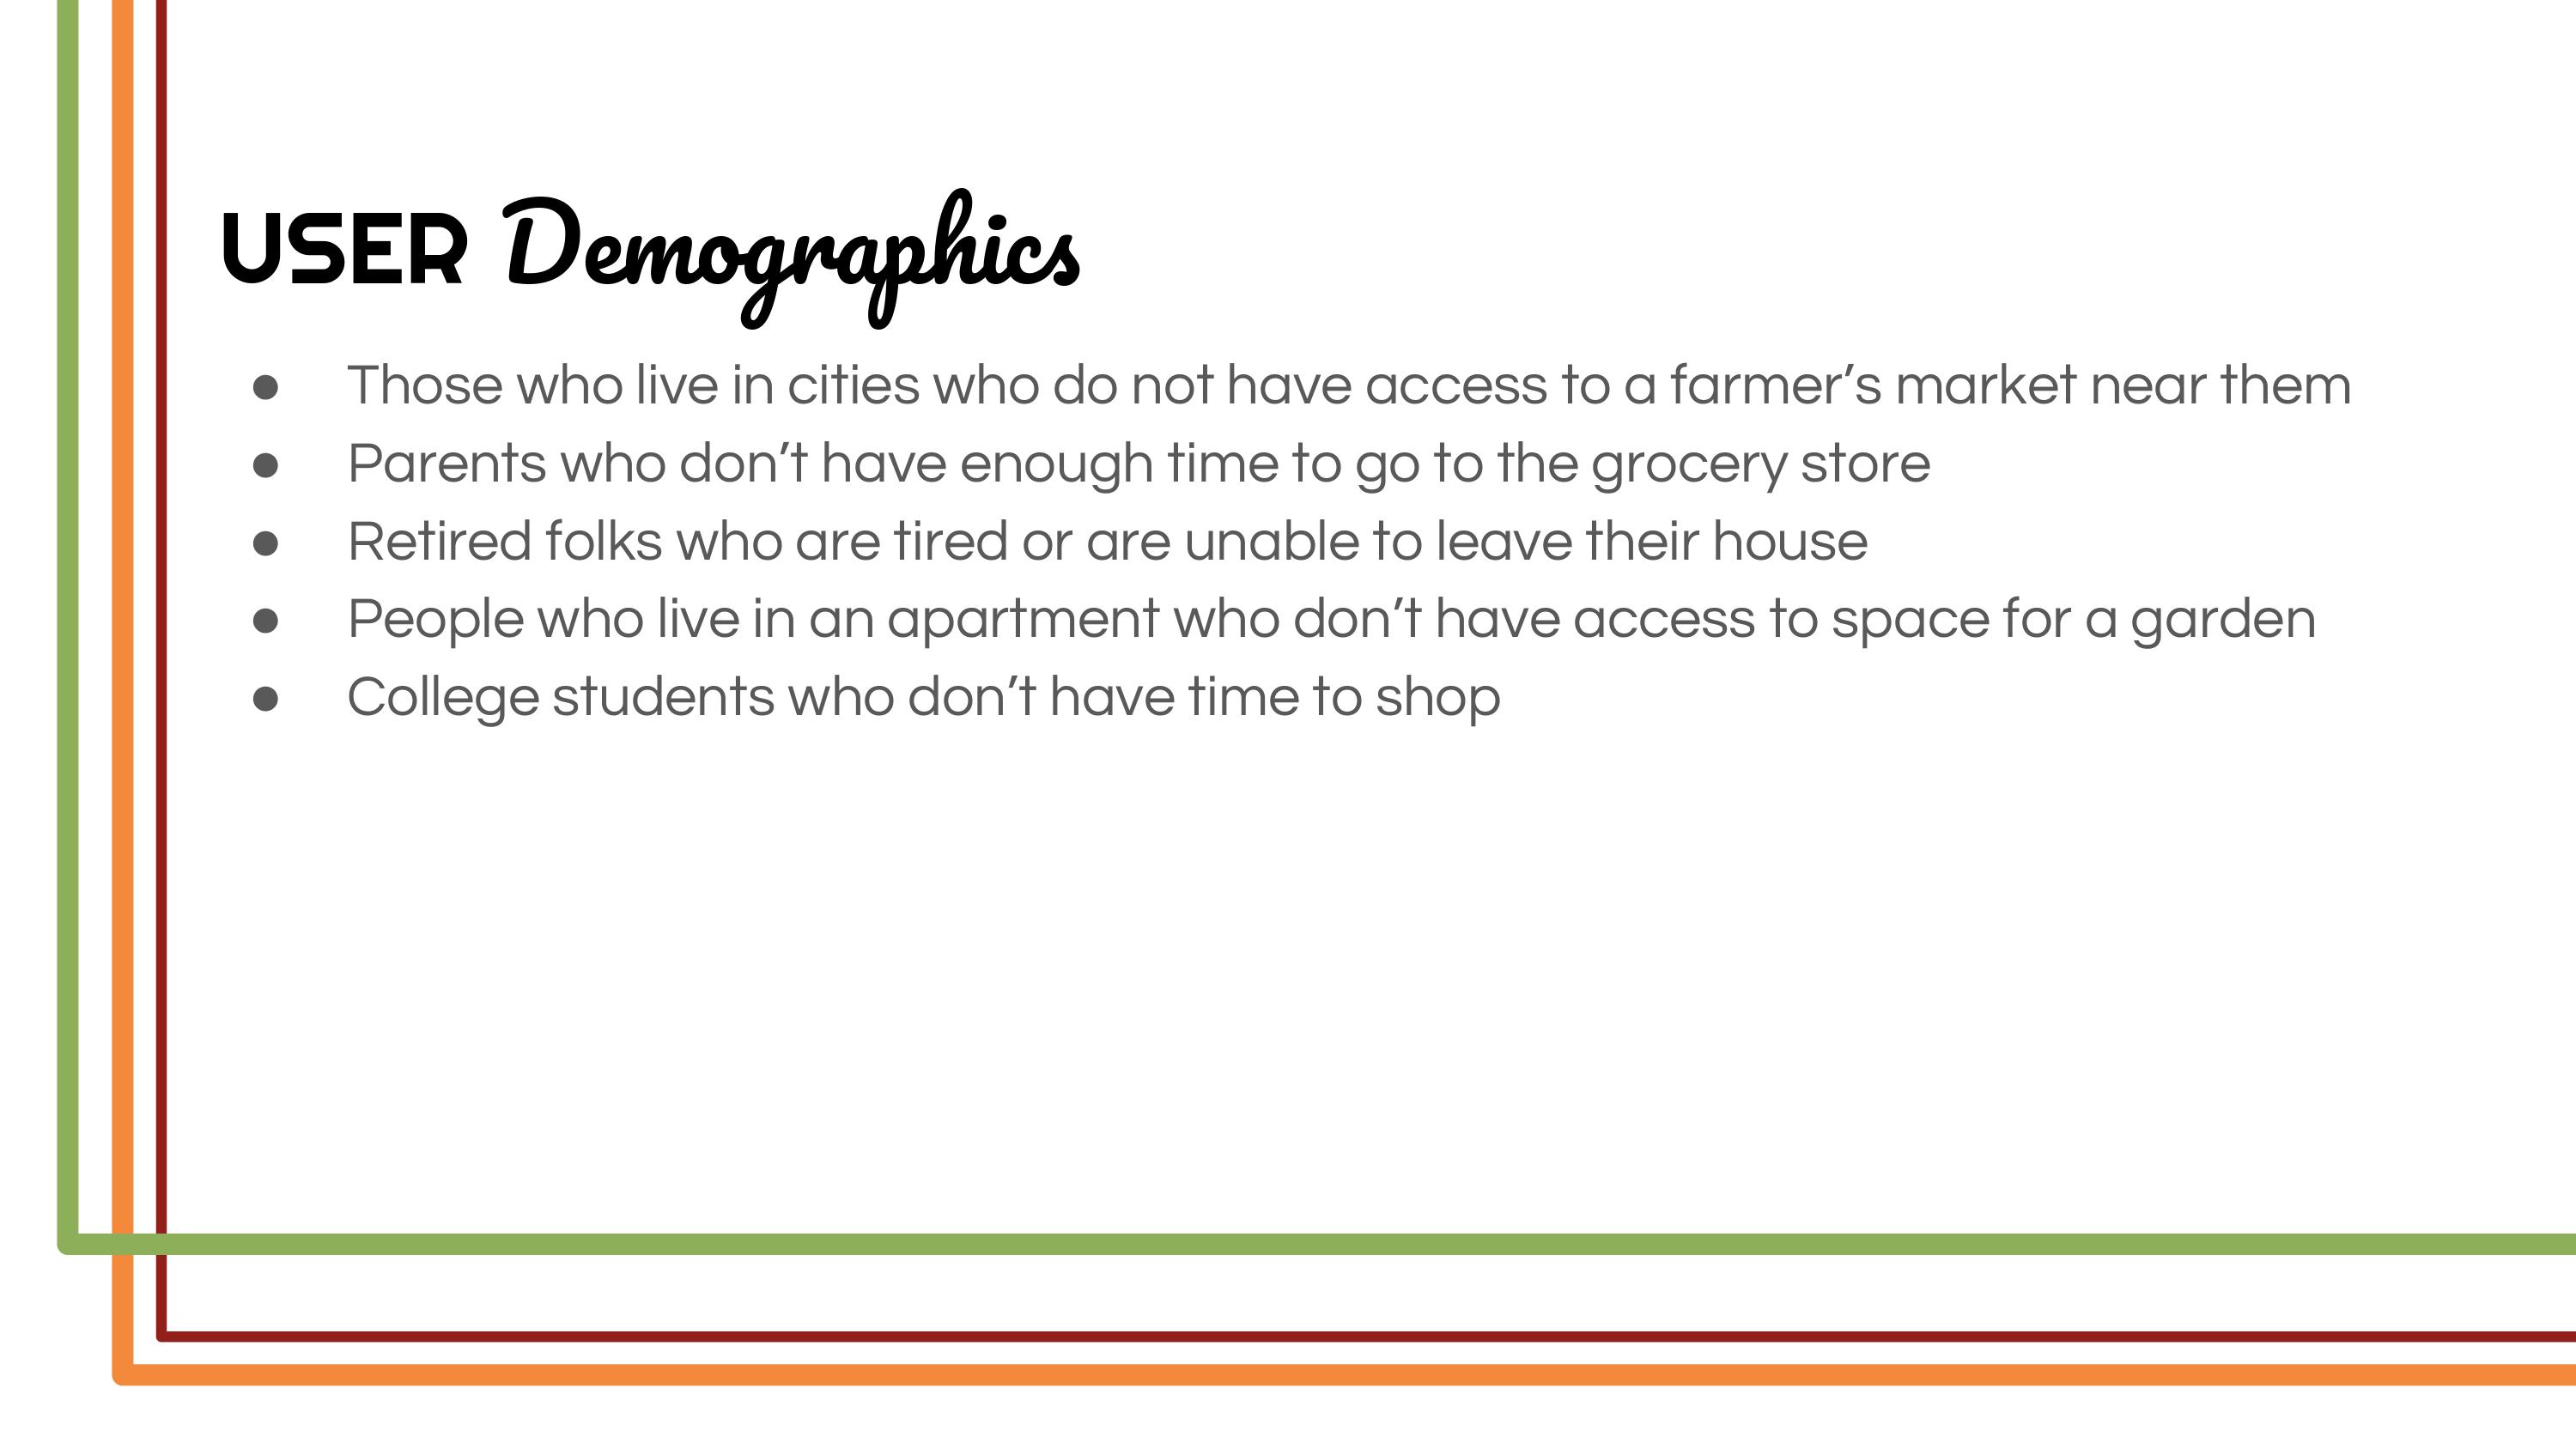 USER Demographics
● Those who live in cities who do not have access to a farmer’s market near them
● Parents who don’t have enough time to go to the grocery store
● Retired folks who are tired or are unable to leave their house
● People who live in an apartment who don’t have access to space for a garden
● College students who don’t have time to shop